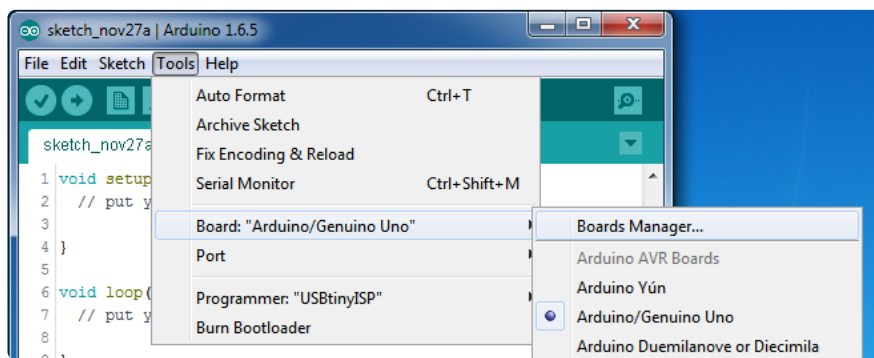 sketch_nov27a | Arduino 1.6.5
File Edit Sketch Tools Help
sketch_nov27a
Auto Format Ctrl+T
Archive Sketch
Fix Encoding & Reload
Serial Monitor Ctrl+Shift+M
Board: "Arduino/Genuino Uno"
Port
Programmer: "USBtinyISP"
Burn Bootloader
Boards Manager...
Arduino AVR Boards
Arduino Yún
Arduino/Genuino Uno
Arduino Duemilanove or Diecimila
1 void setup
2 // put y
3
4 }
5
6 void loop(
7 // put y
8